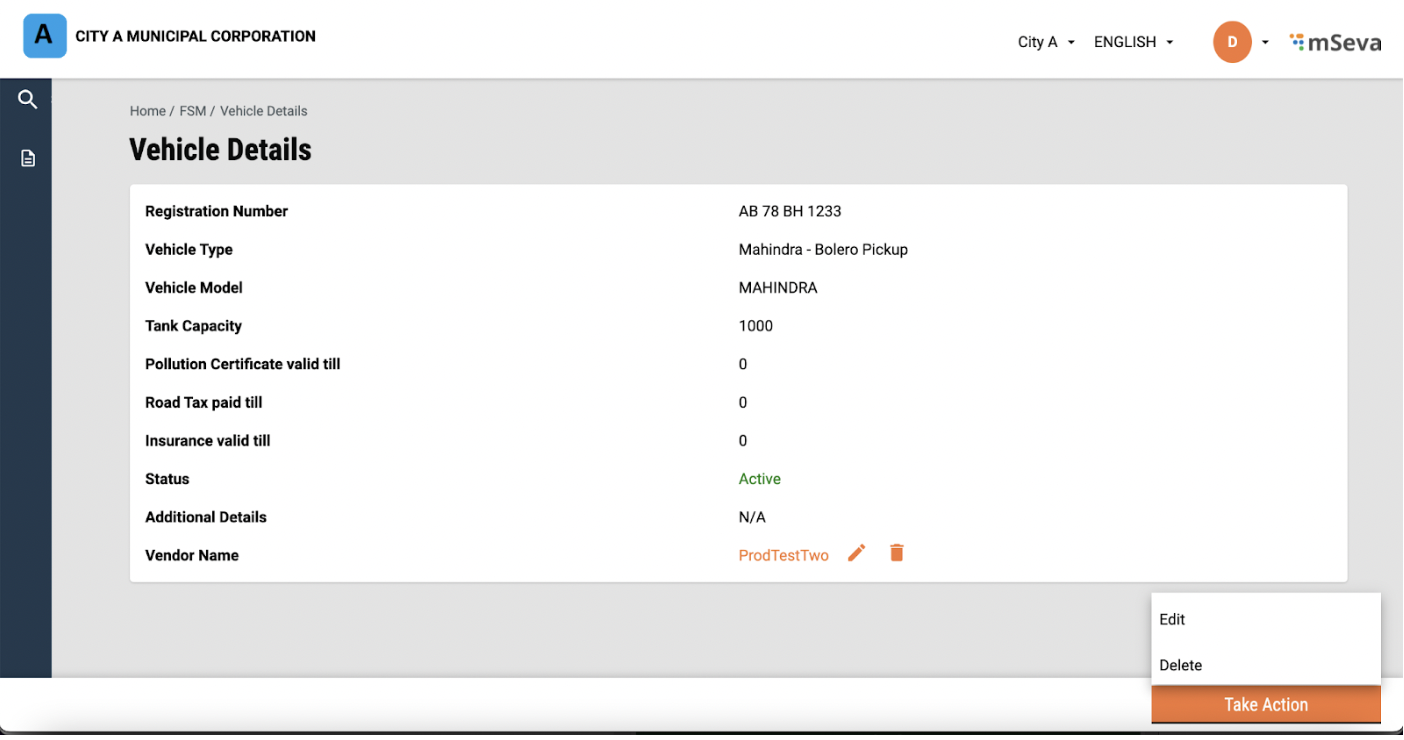 A CITY A MUNICIPAL CORPORATION City A ENGLISH D mSeva
Home / FSM / Vehicle Details
Vehicle Details
Registration Number AB 78 BH 1233
Vehicle Type Mahindra - Bolero Pickup
Vehicle Model MAHINDRA
Tank Capacity 1000
Pollution Certificate valid till 0
Road Tax paid till 0
Insurance valid till 0
Status Active
Additional Details N/A
Vendor Name ProdTestTwo
Edit
Delete
Take Action